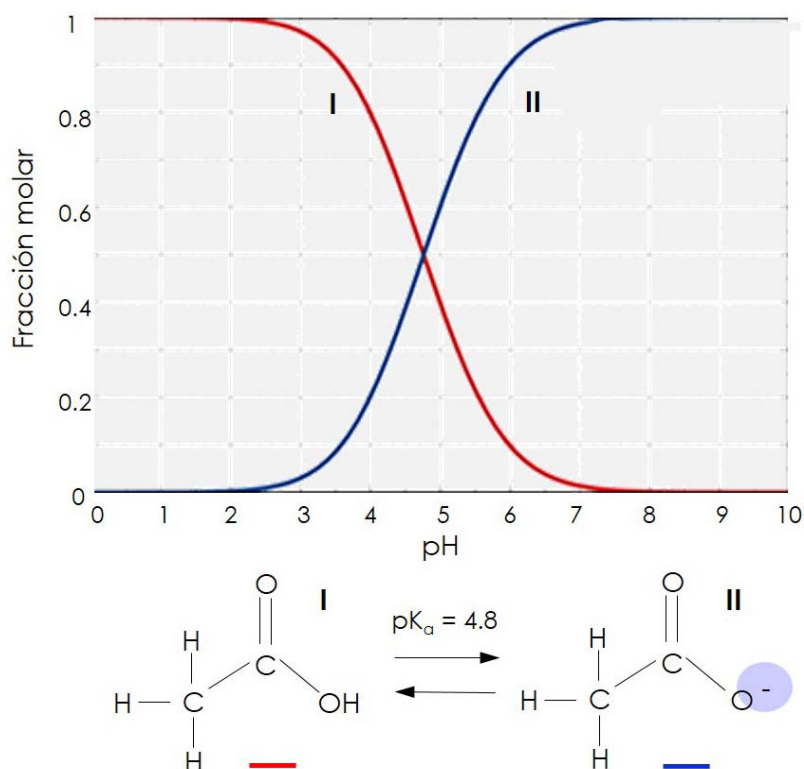 1
0.8
0.6
0.4
0.2
0
Fracción molar
I
II
0 1 2 3 4 5 6 7 8 9 10
pH
O I O II
pKₐ = 4.8
H C H C
H C OH H C O -
H H